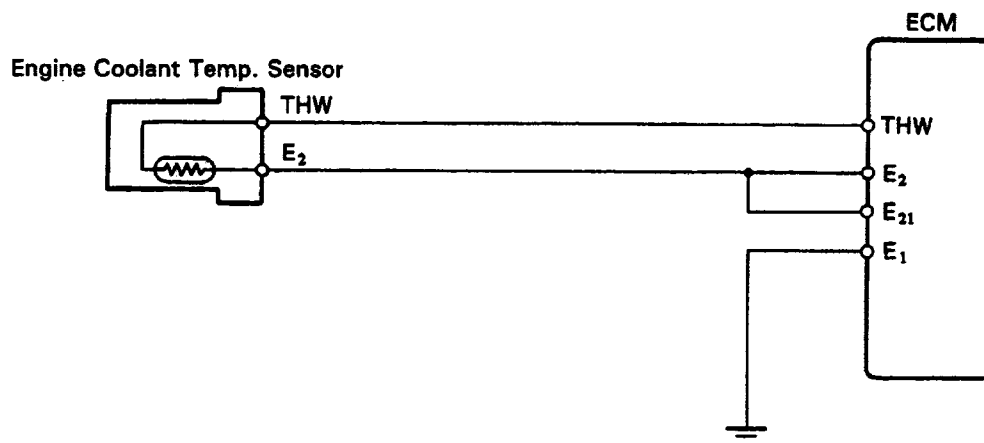 ECM
Engine Coolant Temp. Sensor
THW
THW
E₂
E₂
E₂₁
E₁